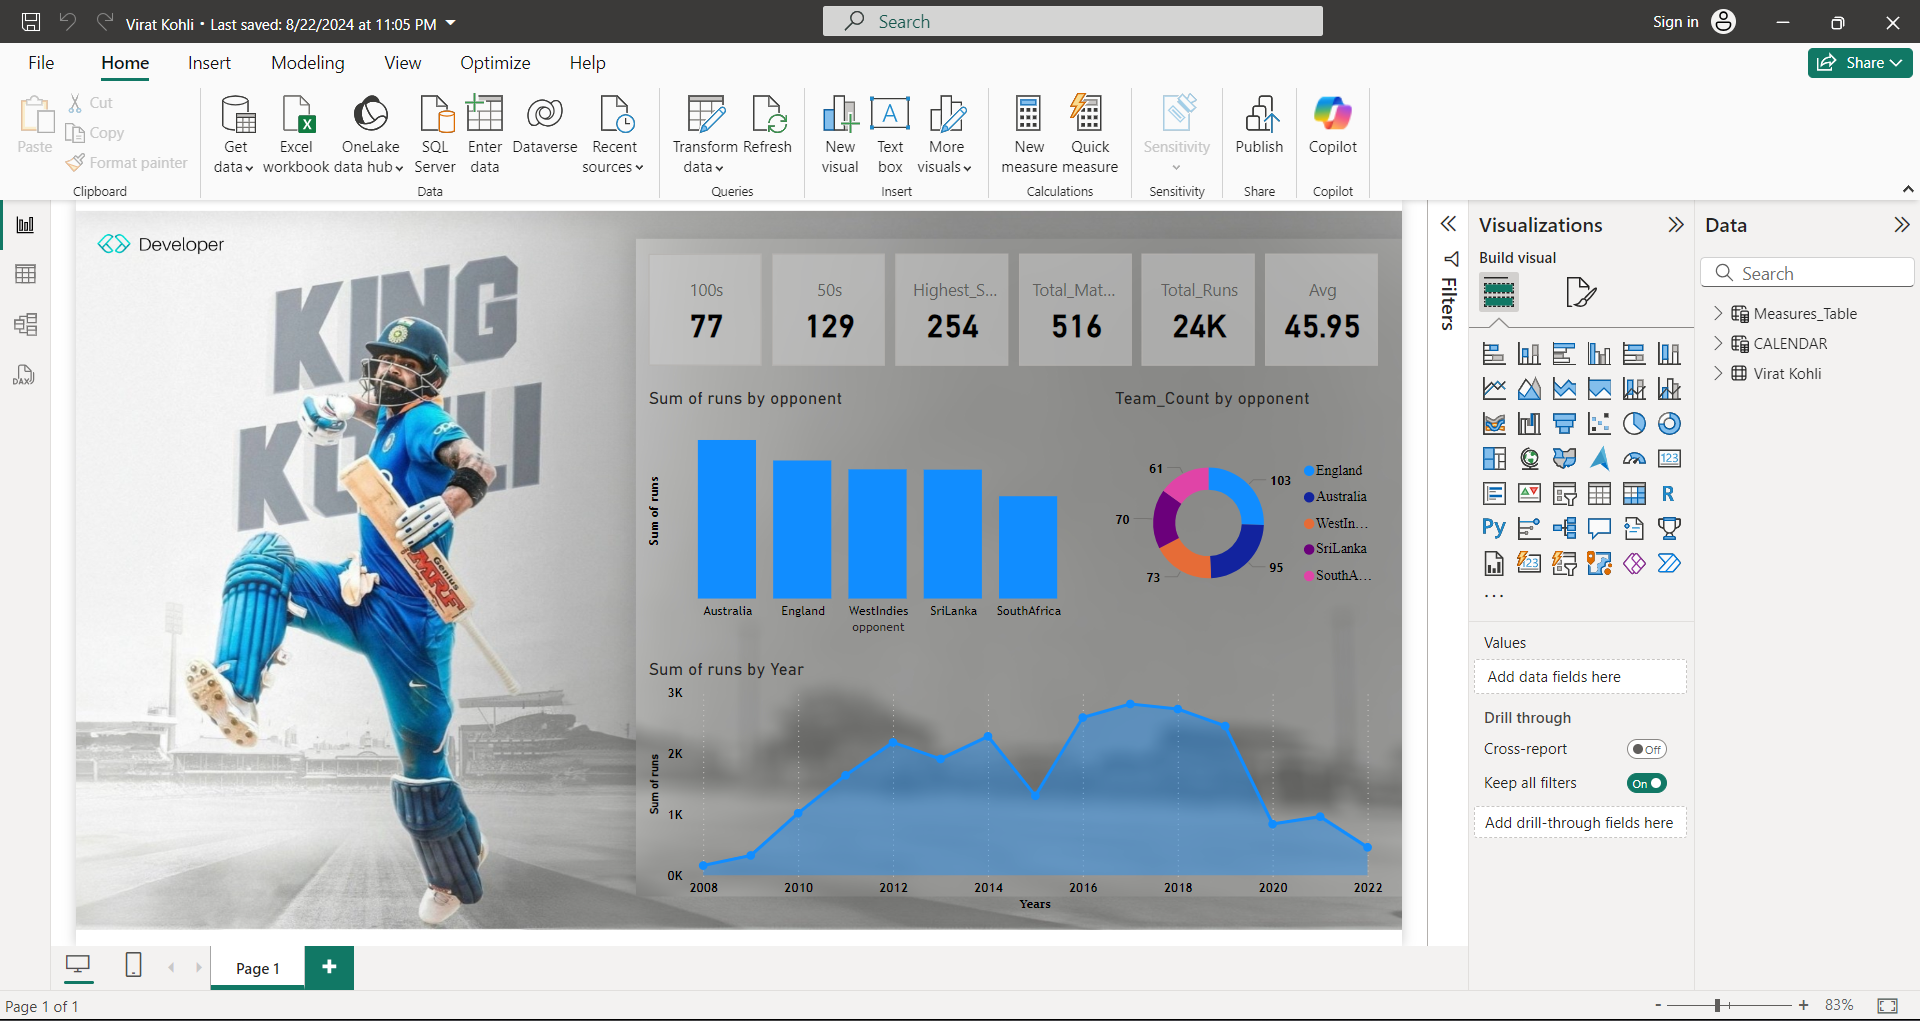 Virat Kohli • Last saved: 8/22/2024 at 11:05 PM
Search
Sign in
File Home Insert Modeling View Optimize Help
Share
Paste
Cut
Copy
Format painter
Clipboard
Get data
Excel workbook
OneLake data hub
SQL Server
Enter data
Dataverse
Recent sources
Data
Transform data
Refresh
Queries
New visual
A
Text box
More visuals
Insert
New measure
Quick measure
Calculations
Sensitivity
Sensitivity
Publish
Share
Copilot
Copilot
DAX
Developer
KING
KOHLI
Genius
MRF
100s
77
50s
129
Highest_S...
254
Total_Mat...
516
Total_Runs
24K
Avg
45.95
Sum of runs by opponent
Sum of runs
Australia England WestIndies SriLanka SouthAfrica
opponent
Team_Count by opponent
61
103
70
73
95
England
Australia
WestIn...
SriLanka
SouthA...
Sum of runs by Year
Sum of runs
3K
2K
1K
0K
2008 2010 2012 2014 2016 2018 2020 2022
Years
Filters
Visualizations
Build visual
123
R
Py
123
...
Values
Add data fields here
Drill through
Cross-report
Off
Keep all filters
On
Add drill-through fields here
Data
Search
Measures_Table
CALENDAR
Virat Kohli
Page 1
+
Page 1 of 1
- + 83%